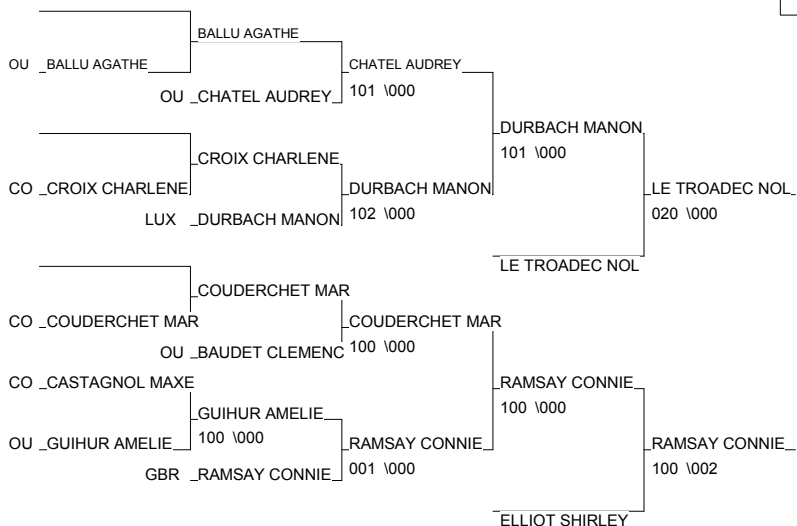 BALLU AGATHE
OU BALLU AGATHE
CHATEL AUDREY
101 \000
OU CHATEL AUDREY
DURBACH MANON
101 \000
CROIX CHARLENE
CO CROIX CHARLENE
DURBACH MANON
102 \000
LE TROADEC NOL
020 \000
LUX DURBACH MANON
LE TROADEC NOL
COUDERCHET MAR
CO COUDERCHET MAR
COUDERCHET MAR
100 \000
OU BAUDET CLEMENC
CO CASTAGNOL MAXE
RAMSAY CONNIE
100 \000
GUIHUR AMELIE
100 \000
OU GUIHUR AMELIE
RAMSAY CONNIE
001 \000
RAMSAY CONNIE
100 \002
GBR RAMSAY CONNIE
ELLIOT SHIRLEY